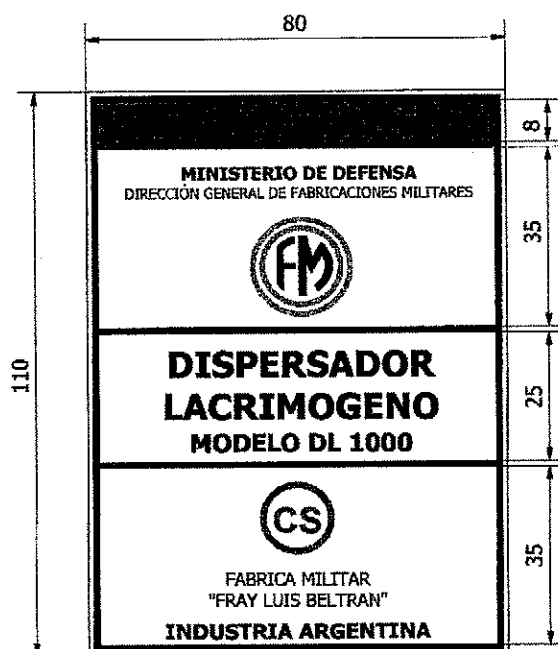 80
8
MINISTERIO DE DEFENSA
DIRECCIÓN GENERAL DE FABRICACIONES MILITARES
FM
35
110
DISPERSADOR
LACRIMOGENO
MODELO DL 1000
25
CS
35
FABRICA MILITAR
"FRAY LUIS BELTRAN"
INDUSTRIA ARGENTINA